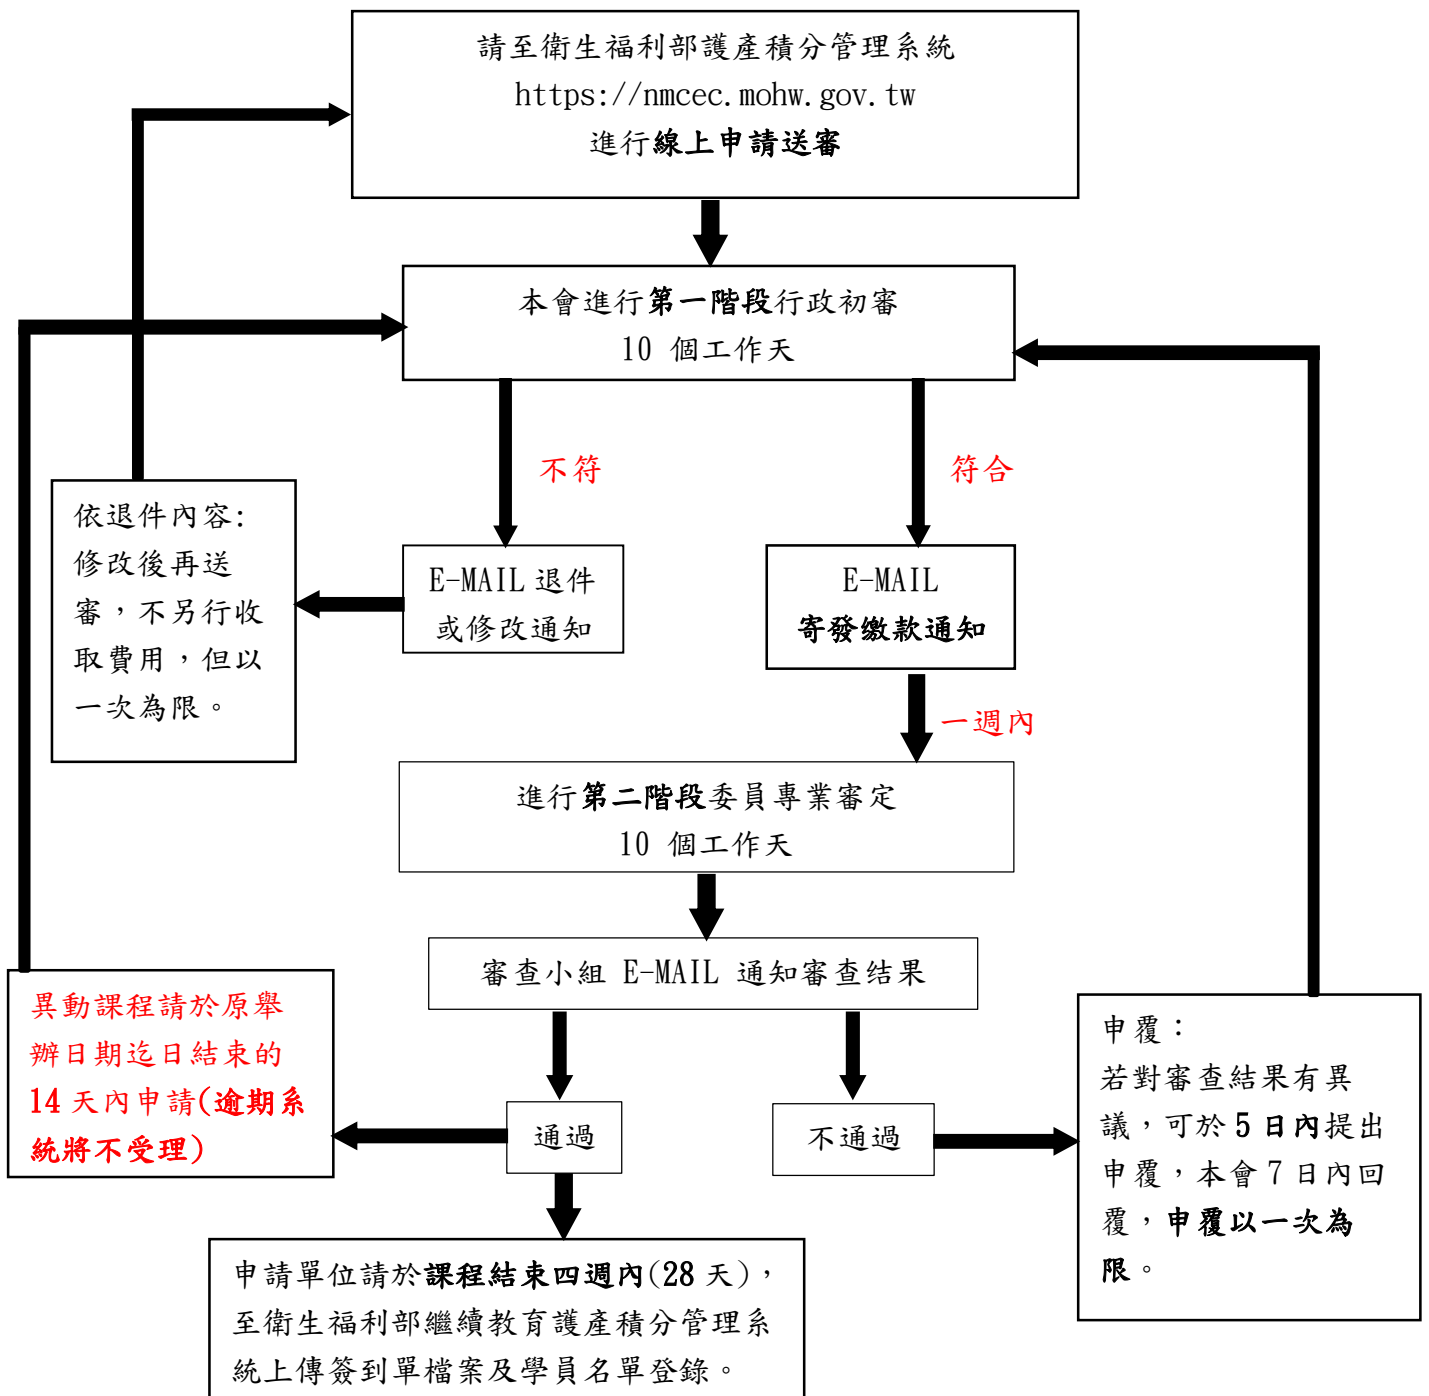 請至衛生福利部護產積分管理系統
https://nmcec.mohw.gov.tw
進行線上申請送審
本會進行第一階段行政初審
10 個工作天
不符
符合
依退件內容:
修改後再送
審，不另行收
取費用，但以
一次為限。
E-MAIL 退件
或修改通知
E-MAIL
寄發繳款通知
一週內
進行第二階段委員專業審定
10 個工作天
審查小組 E-MAIL 通知審查結果
異動課程請於原舉
辦日期迄日結束的
14 天內申請(逾期系
統將不受理)
通過
不通過
申覆：
若對審查結果有異
議，可於 5 日內提出
申覆，本會 7 日內回
覆，申覆以一次為
限。
申請單位請於課程結束四週內(28 天)，
至衛生福利部繼續教育護產積分管理系
統上傳簽到單檔案及學員名單登錄。